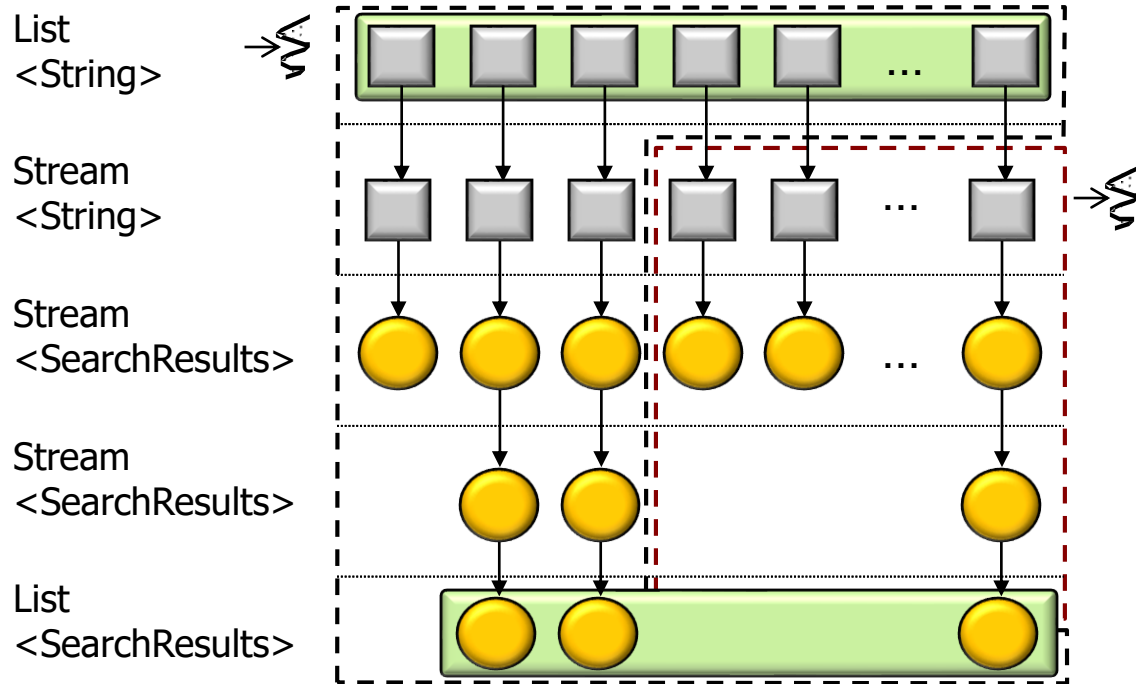 List
<String>
...
Stream
<String>
...
Stream
<SearchResults>
...
Stream
<SearchResults>
List
<SearchResults>